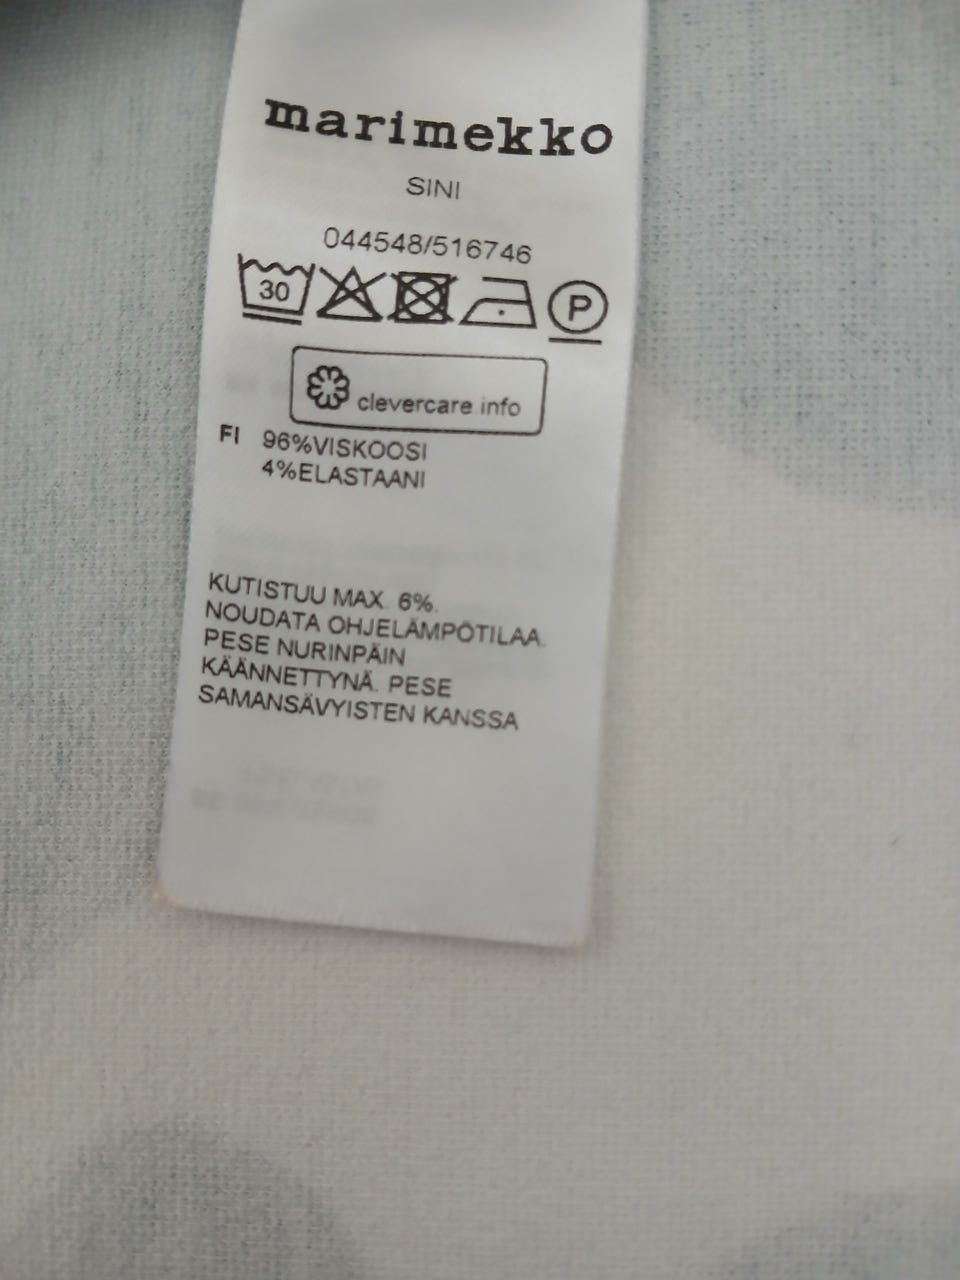 marimekko
SINI
044548/516746
30 P
clevercare.info
FI 96%VISKOOSI
4%ELASTAANI
KUTISTUU MAX. 6%.
NOUDATA OHJELÄMPÖTILAA.
PESE NURINPÄIN
KÄÄNNETTYNÄ. PESE
SAMANSÄVYISTEN KANSSA